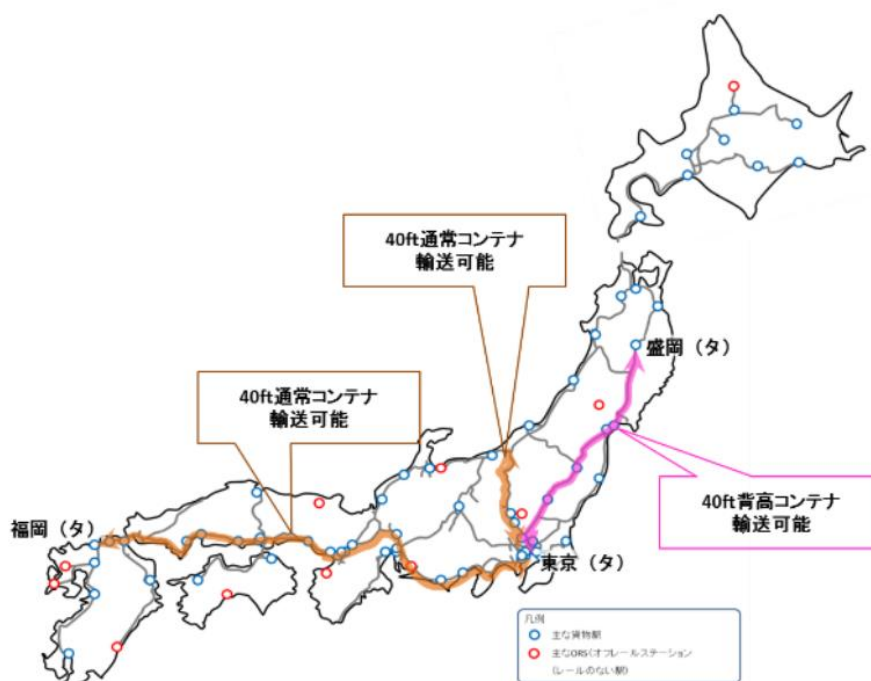 40ft通常コンテナ
輸送可能
盛岡（タ）
40ft通常コンテナ
輸送可能
40ft背高コンテナ
輸送可能
福岡（タ）
東京（タ）
凡例
主な貨物駅
主なORS（オフレールステーション
（レールのない駅）